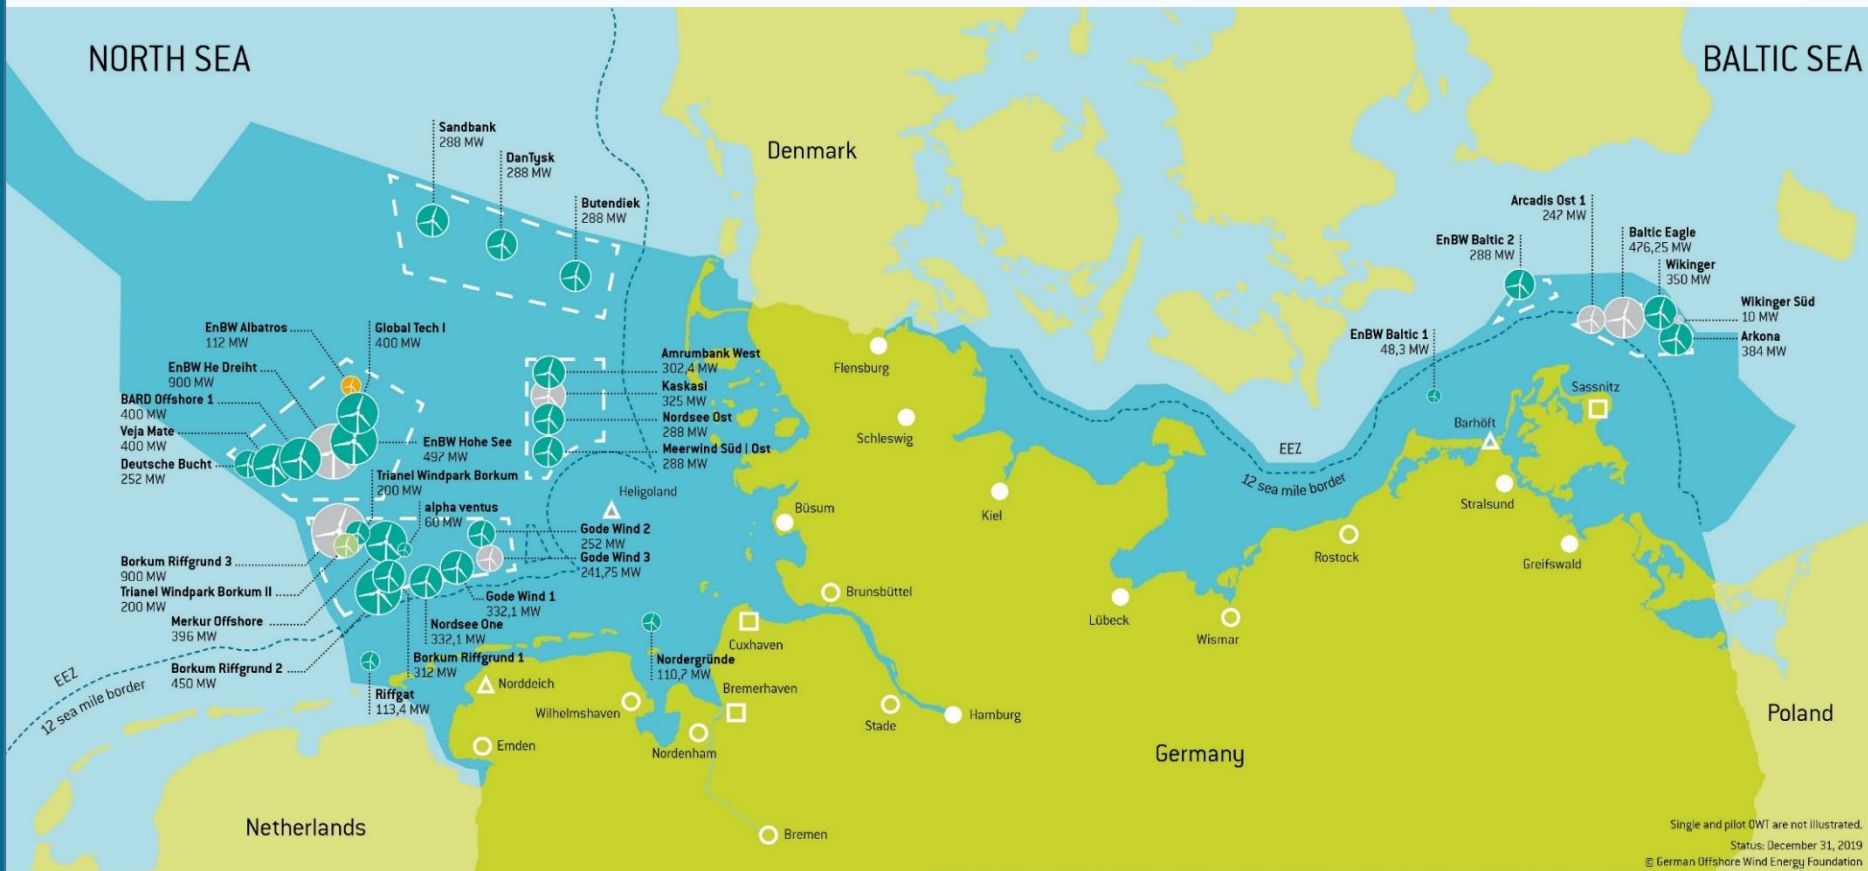 NORTH SEA
BALTIC SEA
Denmark
Sandbank
288 MW
DanTysk
288 MW
Butendiek
288 MW
EnBW Albatros
112 MW
Global Tech I
400 MW
EnBW He Dreiht
900 MW
BARD Offshore 1
400 MW
Veja Mate
400 MW
Deutsche Bucht
252 MW
EnBW Hohe See
497 MW
Trianel Windpark Borkum
200 MW
alpha ventus
60 MW
Amrumbank West
302,4 MW
Kaskasi
325 MW
Nordsee Ost
288 MW
Meerwind Süd | Ost
288 MW
Heligoland
Gode Wind 2
252 MW
Gode Wind 3
241,75 MW
Borkum Riffgrund 3
900 MW
Trianel Windpark Borkum II
200 MW
Merkur Offshore
396 MW
Borkum Riffgrund 2
450 MW
Gode Wind 1
332,1 MW
Nordsee One
332,1 MW
Borkum Riffgrund 1
312 MW
Riffgat
113,4 MW
Nordergründe
110,7 MW
EEZ
12 sea mile border
Arcadis Ost 1
247 MW
EnBW Baltic 2
288 MW
Baltic Eagle
476,25 MW
Wikinger
350 MW
Wikinger Süd
10 MW
Arkona
384 MW
EnBW Baltic 1
48,3 MW
EEZ
12 sea mile border
Flensburg
Schleswig
Kiel
Büsum
Brunsbüttel
Cuxhaven
Bremerhaven
Norddeich
Wilhelmshaven
Emden
Nordenham
Stade
Hamburg
Bremen
Lübeck
Wismar
Rostock
Barhöft
Sassnitz
Stralsund
Greifswald
Netherlands
Germany
Poland
Single and pilot OWT are not illustrated.
Status: December 31, 2019
© German Offshore Wind Energy Foundation